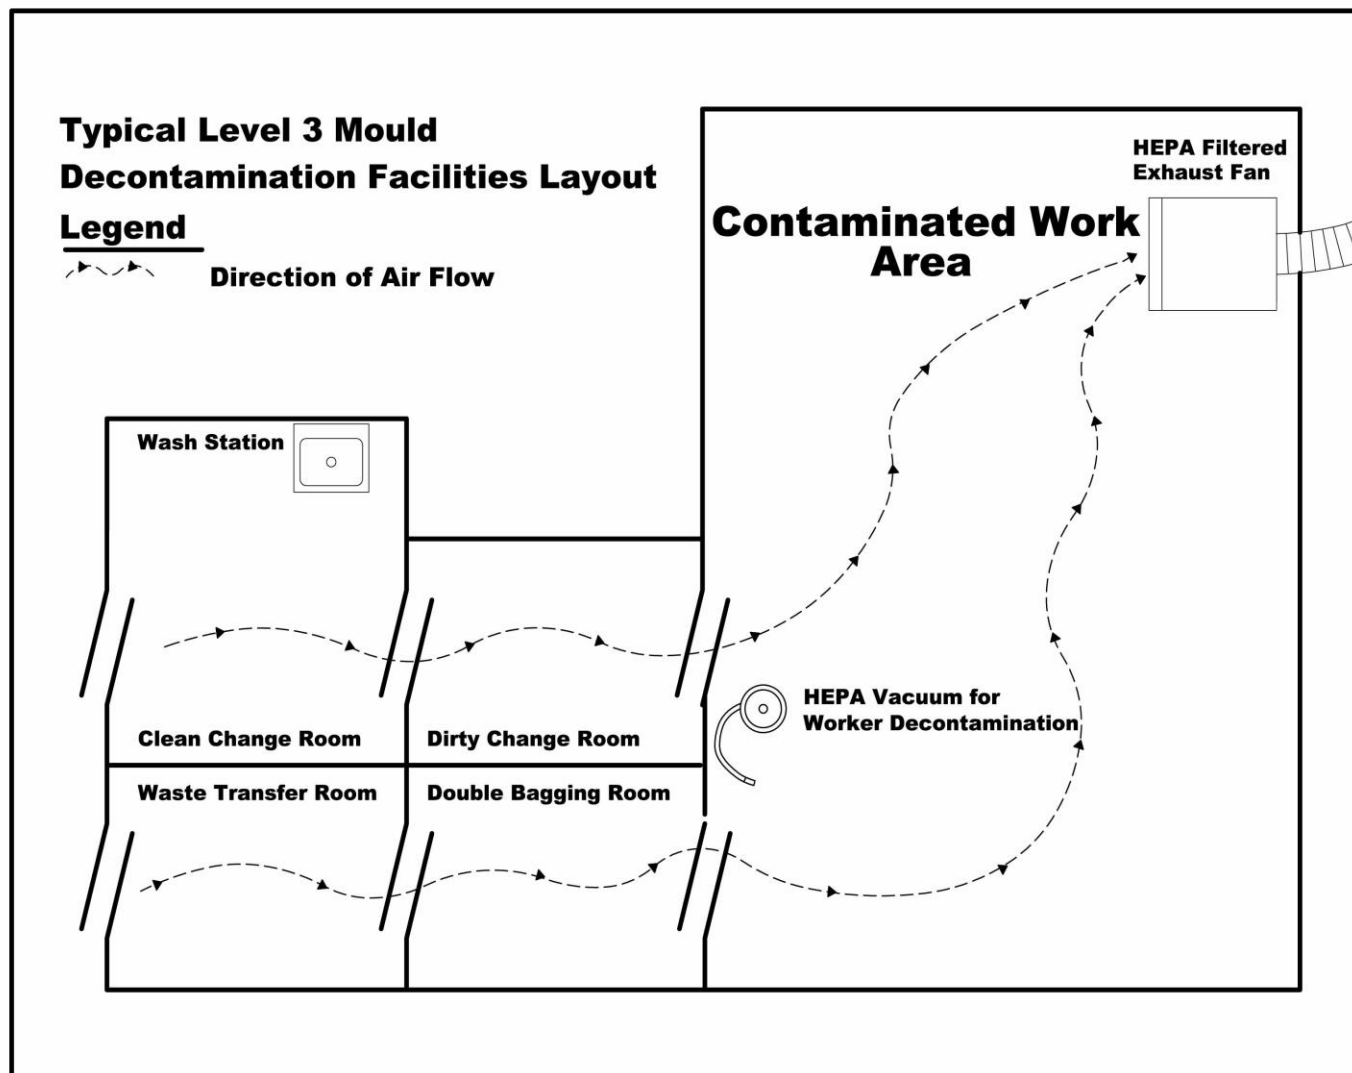 Typical Level 3 Mould
Decontamination Facilities Layout
Legend
Direction of Air Flow
HEPA Filtered
Exhaust Fan
Contaminated Work
Area
Wash Station
HEPA Vacuum for
Worker Decontamination
Clean Change Room
Dirty Change Room
Waste Transfer Room
Double Bagging Room